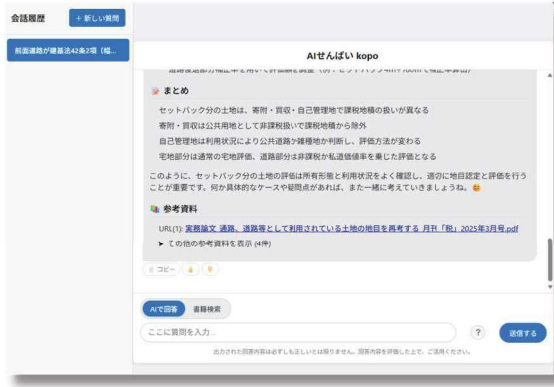 会話履歴
+ 新しい質問
前面道路が建基法42条2項（幅...
AIせんぱい kopo
まとめ
セットバック分の土地は、寄附・買収・自己管理地で課税地積の扱いが異なる
寄附・買収は公共用地として非課税扱いで課税地積から除外
自己管理地は利用状況により公共道路か雑種地か判断し、評価方法が変わる
宅地部分は通常の宅地評価、道路部分は非課税か私道価値率を乗じた評価となる
このように、セットバック分の土地の評価は所有形態と利用状況をよく確認し、適切に地目認定と評価を行う
ことが重要です。何か具体的なケースや疑問点があれば、また一緒に考えていきましょうね。
参考資料
URL(1): 実務論文 通路、道路等として利用されている土地の地目を再考する 月刊「税」2025年3月号.pdf
➤ その他の参考資料を表示 (4件)
コピー
AIで回答
書籍検索
ここに質問を入力...
?
送信する
出力された回答内容は必ずしも正しいとは限りません。回答内容を評価した上で、ご活用ください。